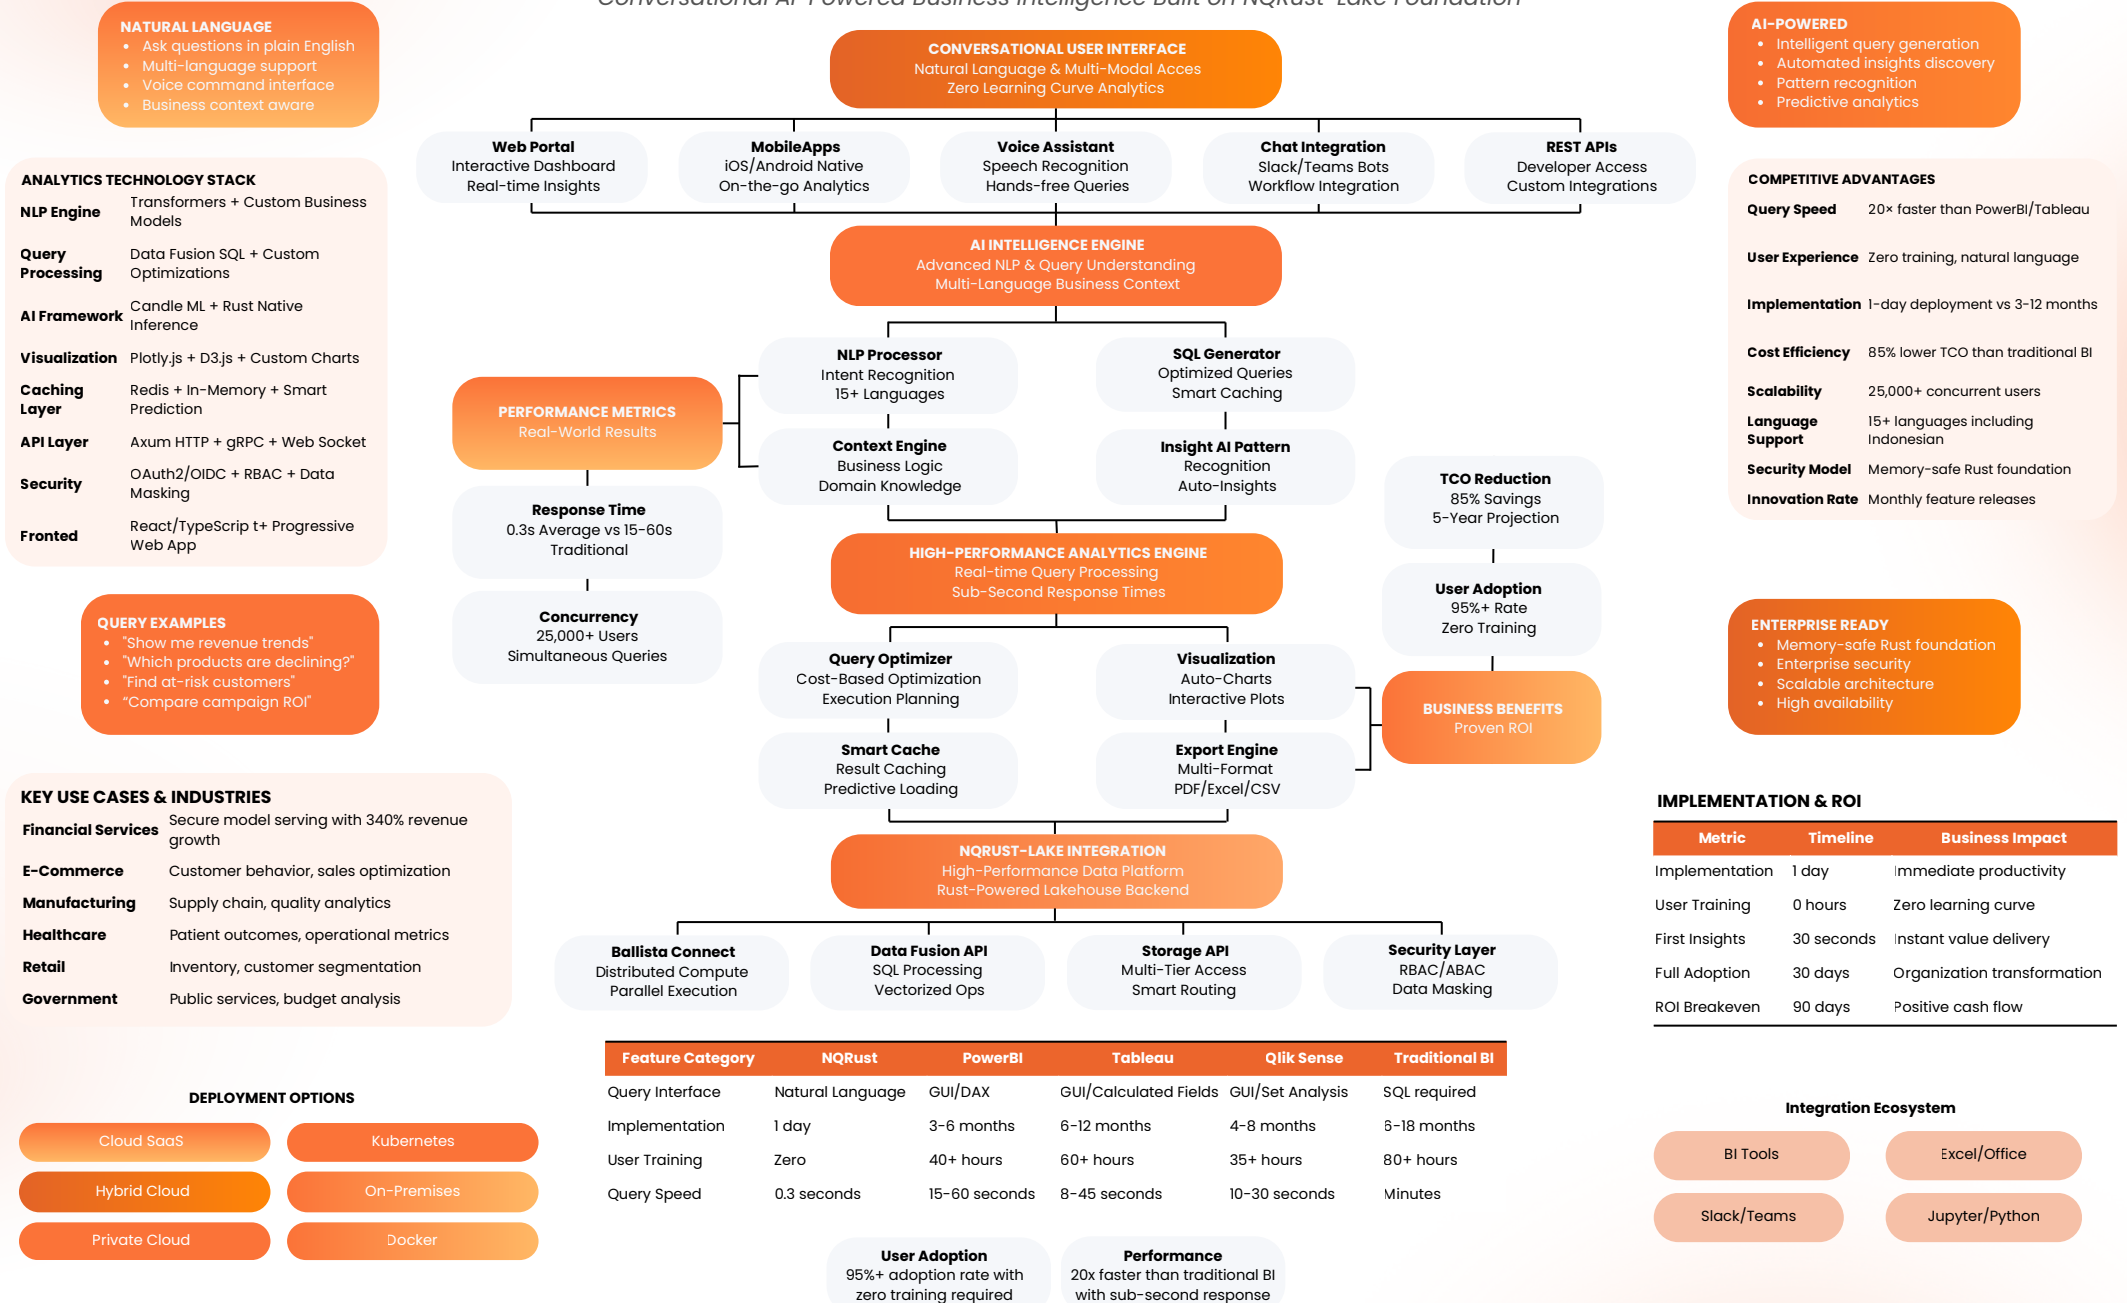 Conversational AI-Powered Business Intelligence Built on NQRust-Lake Foundation
NATURAL LANGUAGE
• Ask questions in plain English
• Multi-language support
• Voice command interface
• Business context aware
CONVERSATIONAL USER INTERFACE
Natural Language & Multi-Modal Acces
Zero Learning Curve Analytics
AI-POWERED
• Intelligent query generation
• Automated insights discovery
• Pattern recognition
• Predictive analytics
Web Portal
Interactive Dashboard
Real-time Insights
MobileApps
iOS/Android Native
On-the-go Analytics
Voice Assistant
Speech Recognition
Hands-free Queries
Chat Integration
Slack/Teams Bots
Workflow Integration
REST APIs
Developer Access
Custom Integrations
ANALYTICS TECHNOLOGY STACK
NLP Engine Transformers + Custom Business
Models
Query Data Fusion SQL + Custom
Processing Optimizations
AI Framework Candle ML + Rust Native
Inference
Visualization Plotly.js + D3.js + Custom Charts
Caching Redis + In-Memory + Smart
Layer Prediction
API Layer Axum HTTP + gRPC + Web Socket
Security OAuth2/OIDC + RBAC + Data
Masking
Fronted React/TypeScrip t+ Progressive
Web App
AI INTELLIGENCE ENGINE
Advanced NLP & Query Understanding
Multi-Language Business Context
COMPETITIVE ADVANTAGES
Query Speed 20× faster than PowerBI/Tableau
User Experience Zero training, natural language
Implementation 1-day deployment vs 3-12 months
Cost Efficiency 85% lower TCO than traditional BI
Scalability 25,000+ concurrent users
Language 15+ languages including
Support Indonesian
Security Model Memory-safe Rust foundation
Innovation Rate Monthly feature releases
NLP Processor
Intent Recognition
15+ Languages
SQL Generator
Optimized Queries
Smart Caching
PERFORMANCE METRICS
Real-World Results
Context Engine
Business Logic
Domain Knowledge
Insight AI Pattern
Recognition
Auto-Insights
Response Time
0.3s Average vs 15-60s
Traditional
Concurrency
25,000+ Users
Simultaneous Queries
TCO Reduction
85% Savings
5-Year Projection
User Adoption
95%+ Rate
Zero Training
HIGH-PERFORMANCE ANALYTICS ENGINE
Real-time Query Processing
Sub-Second Response Times
QUERY EXAMPLES
• "Show me revenue trends"
• "Which products are declining?"
• "Find at-risk customers"
• “Compare campaign ROI"
Query Optimizer
Cost-Based Optimization
Execution Planning
Visualization
Auto-Charts
Interactive Plots
BUSINESS BENEFITS
Proven ROI
ENTERPRISE READY
• Memory-safe Rust foundation
• Enterprise security
• Scalable architecture
• High availability
Smart Cache
Result Caching
Predictive Loading
Export Engine
Multi-Format
PDF/Excel/CSV
KEY USE CASES & INDUSTRIES
Financial Services Secure model serving with 340% revenue
growth
E-Commerce Customer behavior, sales optimization
Manufacturing Supply chain, quality analytics
Healthcare Patient outcomes, operational metrics
Retail Inventory, customer segmentation
Government Public services, budget analysis
NQRUST-LAKE INTEGRATION
High-Performance Data Platform
Rust-Powered Lakehouse Backend
IMPLEMENTATION & ROI
Metric Timeline Business Impact
Implementation 1 day Immediate productivity
User Training 0 hours Zero learning curve
First Insights 30 seconds Instant value delivery
Full Adoption 30 days Organization transformation
ROI Breakeven 90 days Positive cash flow
Ballista Connect
Distributed Compute
Parallel Execution
Data Fusion API
SQL Processing
Vectorized Ops
Storage API
Multi-Tier Access
Smart Routing
Security Layer
RBAC/ABAC
Data Masking
Feature Category NQRust PowerBI Tableau Qlik Sense Traditional BI
Query Interface Natural Language GUI/DAX GUI/Calculated Fields GUI/Set Analysis SQL required
Implementation 1 day 3-6 months 6-12 months 4-8 months 6-18 months
User Training Zero 40+ hours 60+ hours 35+ hours 80+ hours
Query Speed 0.3 seconds 15-60 seconds 8-45 seconds 10-30 seconds Minutes
DEPLOYMENT OPTIONS
Cloud SaaS Kubernetes
Hybrid Cloud On-Premises
Private Cloud Docker
Integration Ecosystem
BI Tools Excel/Office
Slack/Teams Jupyter/Python
User Adoption
95%+ adoption rate with
zero training required
Performance
20x faster than traditional BI
with sub-second response